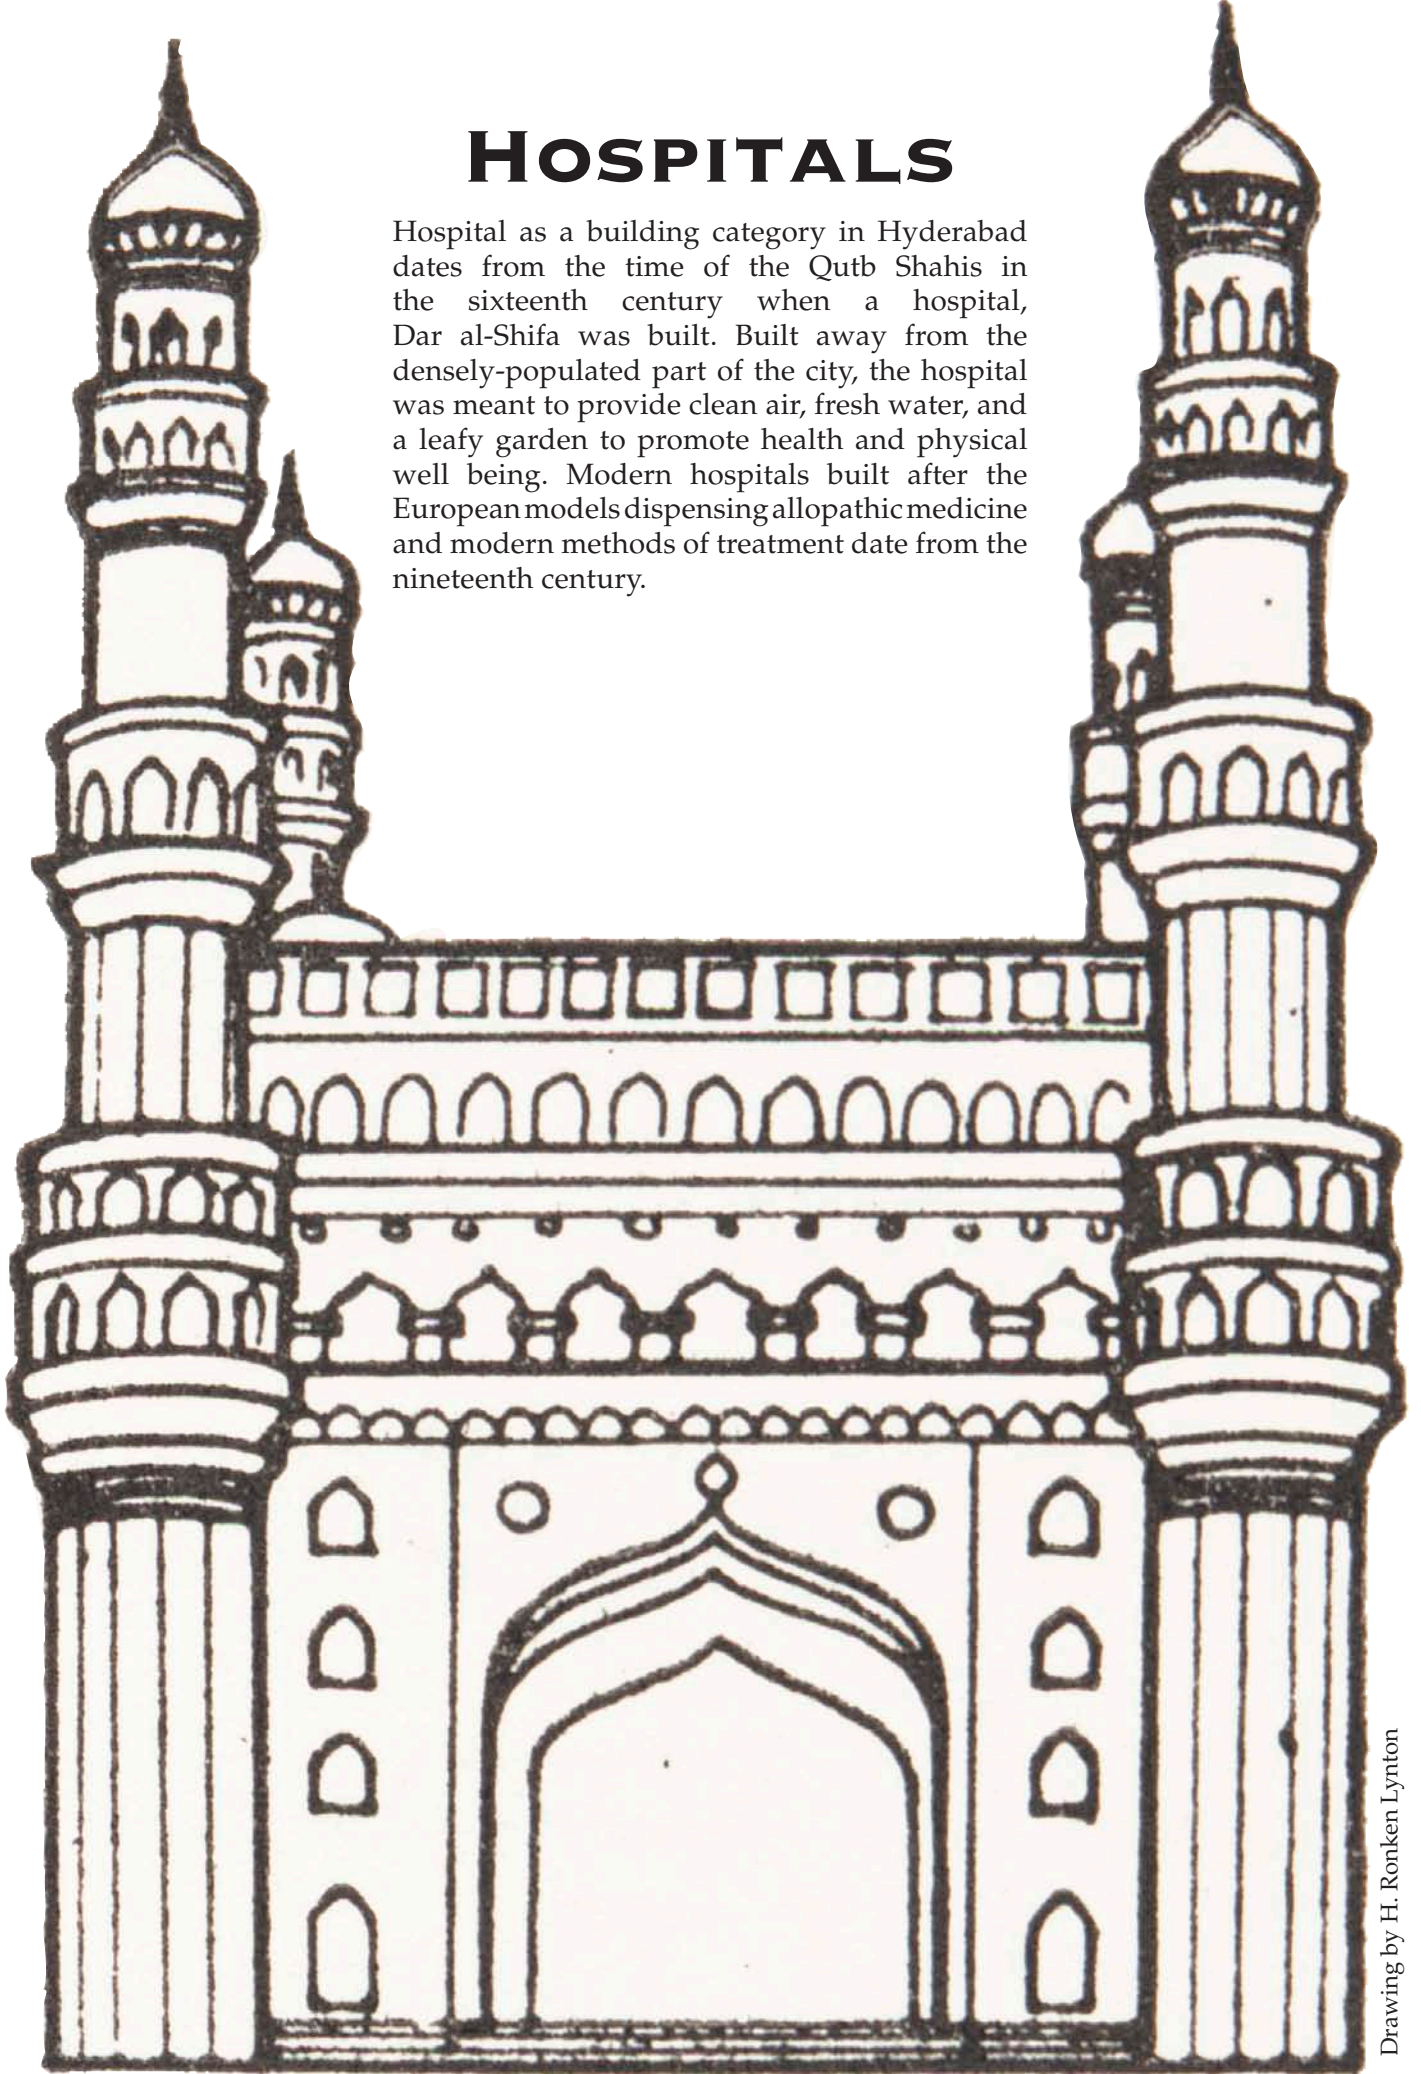 HOSPITALS
Hospital as a building category in Hyderabad
dates from the time of the Qutb Shahis in
the sixteenth century when a hospital,
Dar al-Shifa was built. Built away from the
densely-populated part of the city, the hospital
was meant to provide clean air, fresh water, and
a leafy garden to promote health and physical
well being. Modern hospitals built after the
European models dispensing allopathic medicine
and modern methods of treatment date from the
nineteenth century.
Drawing by H. Ronken Lynton